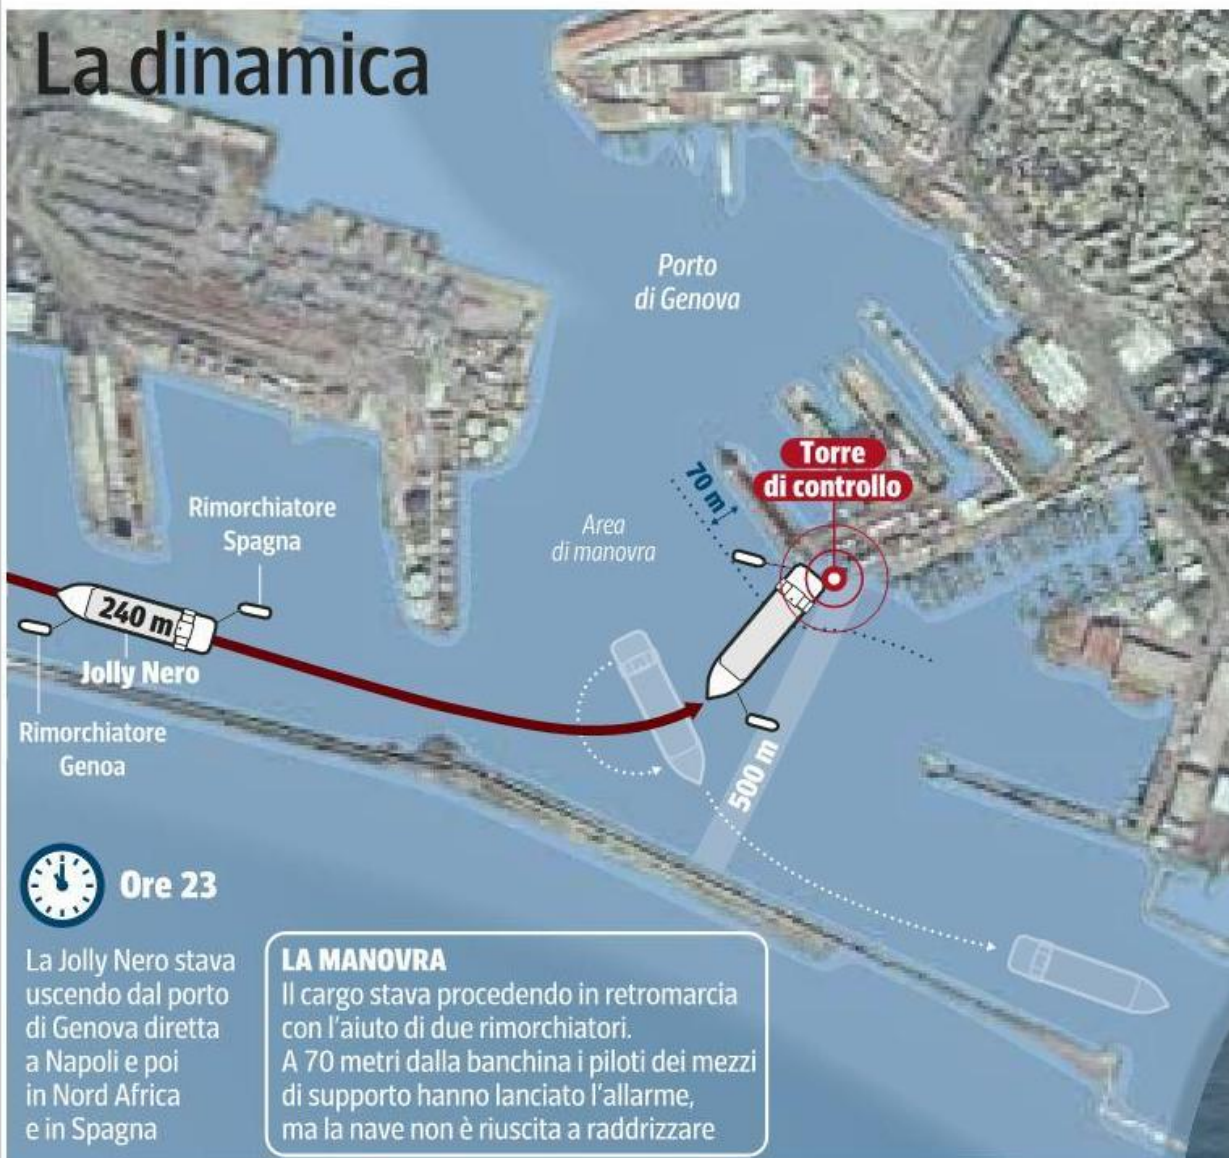 La dinamica
Porto
di Genova
Torre
di controllo
70 m
Area
di manovra
Rimorchiatore
Spagna
240 m
Jolly Nero
Rimorchiatore
Genoa
500 m
Ore 23
La Jolly Nero stava
uscendo dal porto
di Genova diretta
a Napoli e poi
in Nord Africa
e in Spagna
LA MANOVRA
Il cargo stava procedendo in retromarcia
con l'aiuto di due rimorchiatori.
A 70 metri dalla banchina i piloti dei mezzi
di supporto hanno lanciato l'allarme,
ma la nave non è riuscita a raddrizzare